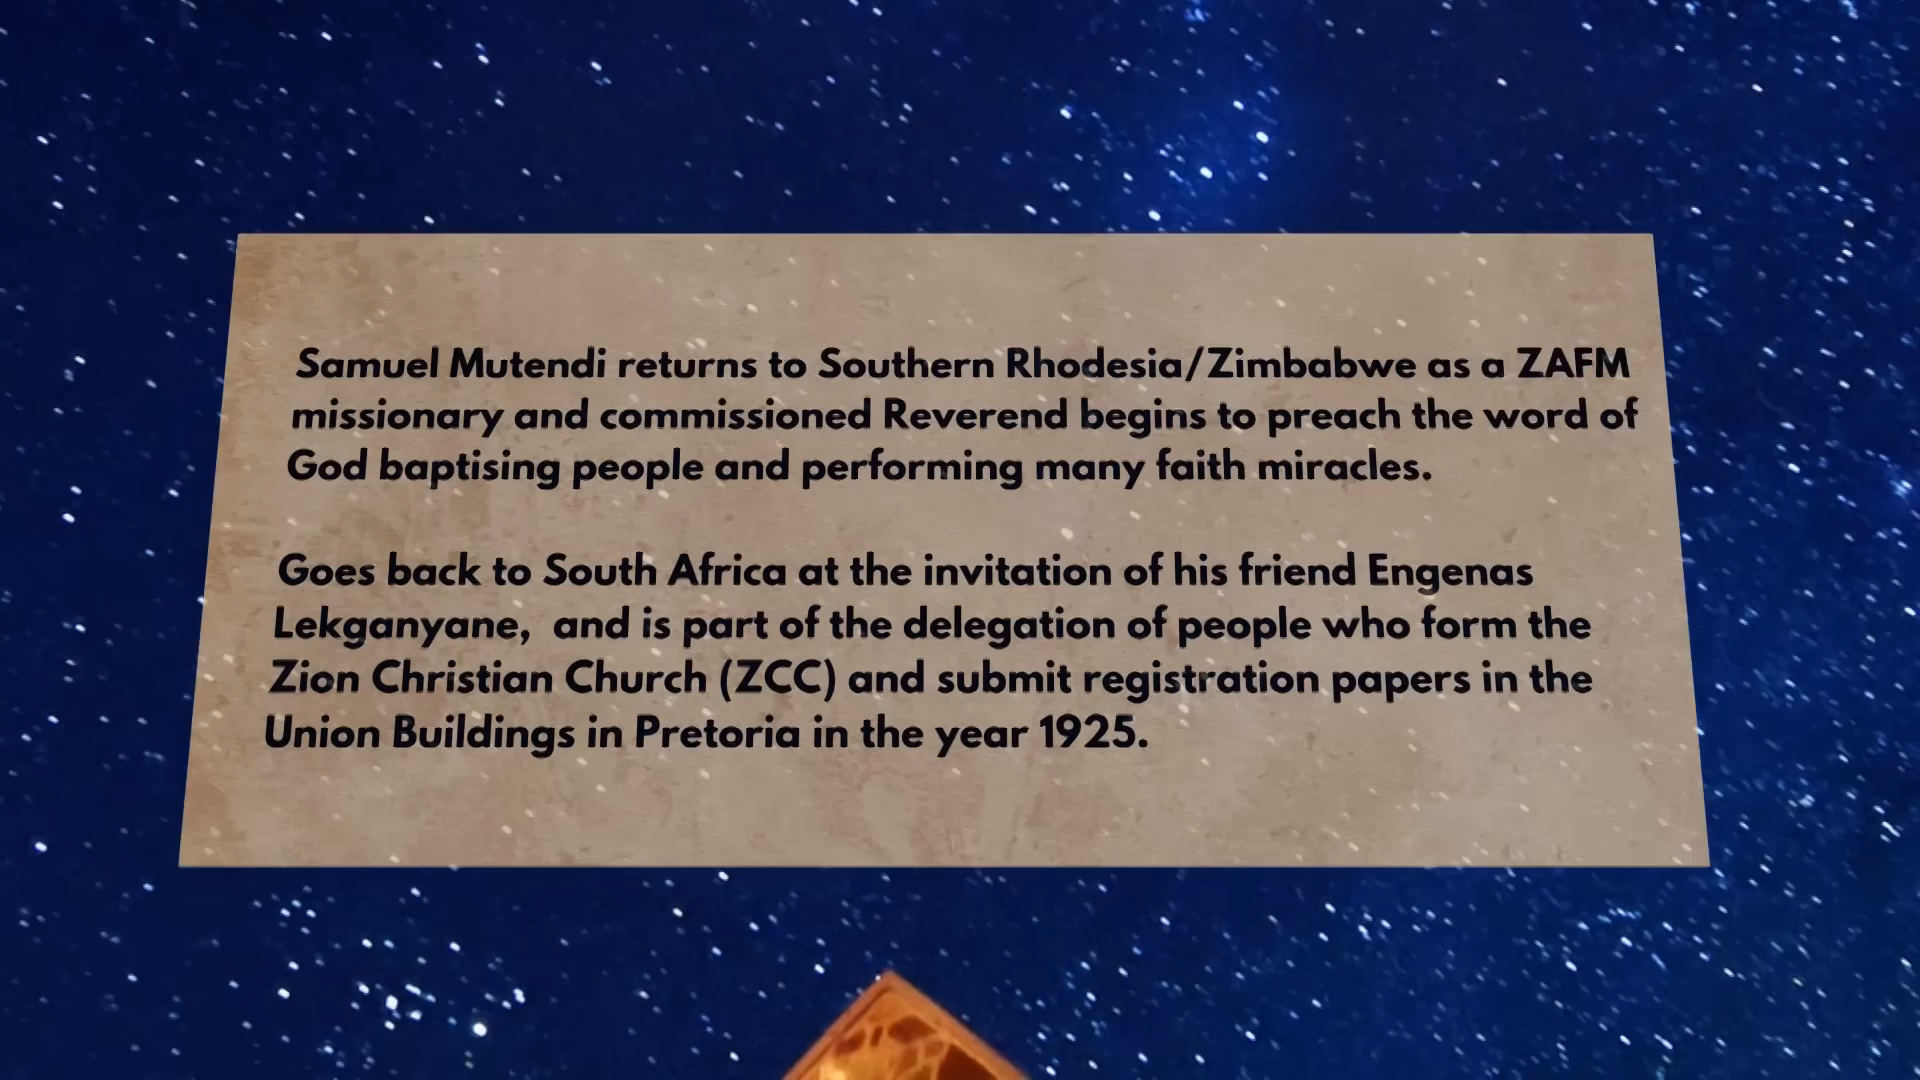 Samuel Mutendi returns to Southern Rhodesia/Zimbabwe as a ZAFM
missionary and commissioned Reverend begins to preach the word of
God baptising people and performing many faith miracles.
Goes back to South Africa at the invitation of his friend Engenas
Lekganyane,  and is part of the delegation of people who form the
Zion Christian Church (ZCC) and submit registration papers in the
Union Buildings in Pretoria in the year 1925.